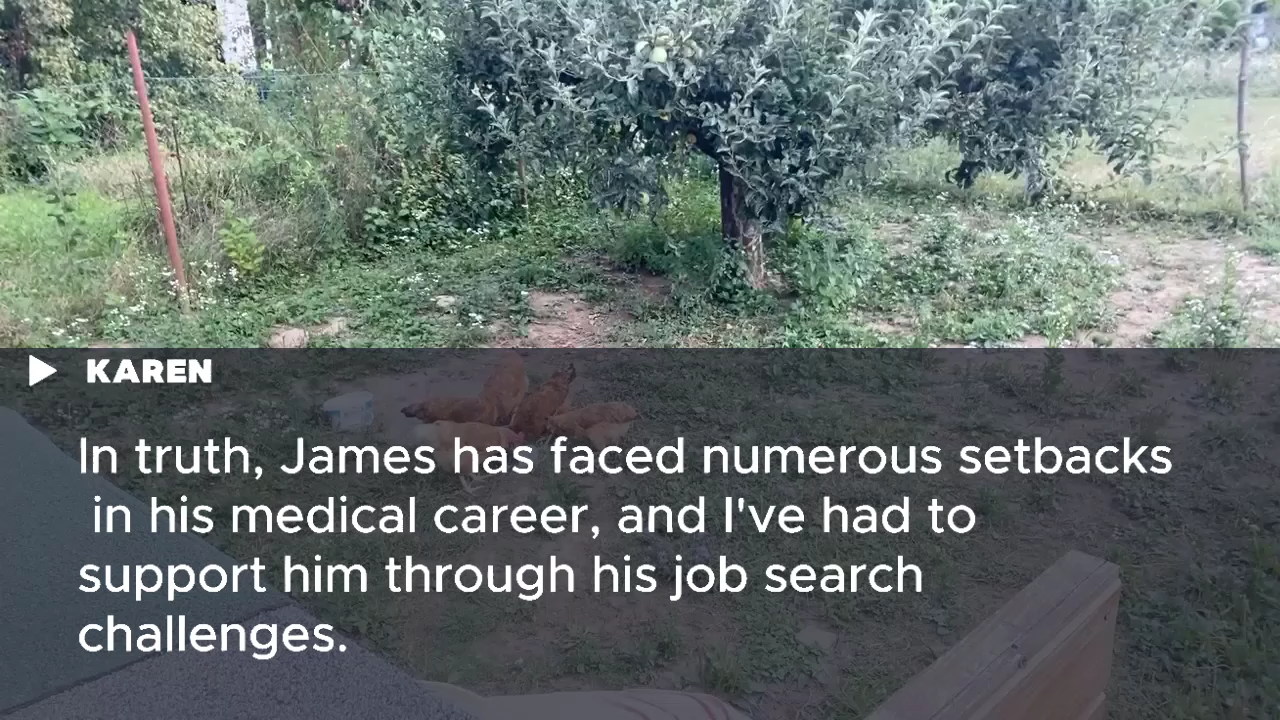 KAREN
In truth, James has faced numerous setbacks
in his medical career, and I've had to
support him through his job search
challenges.